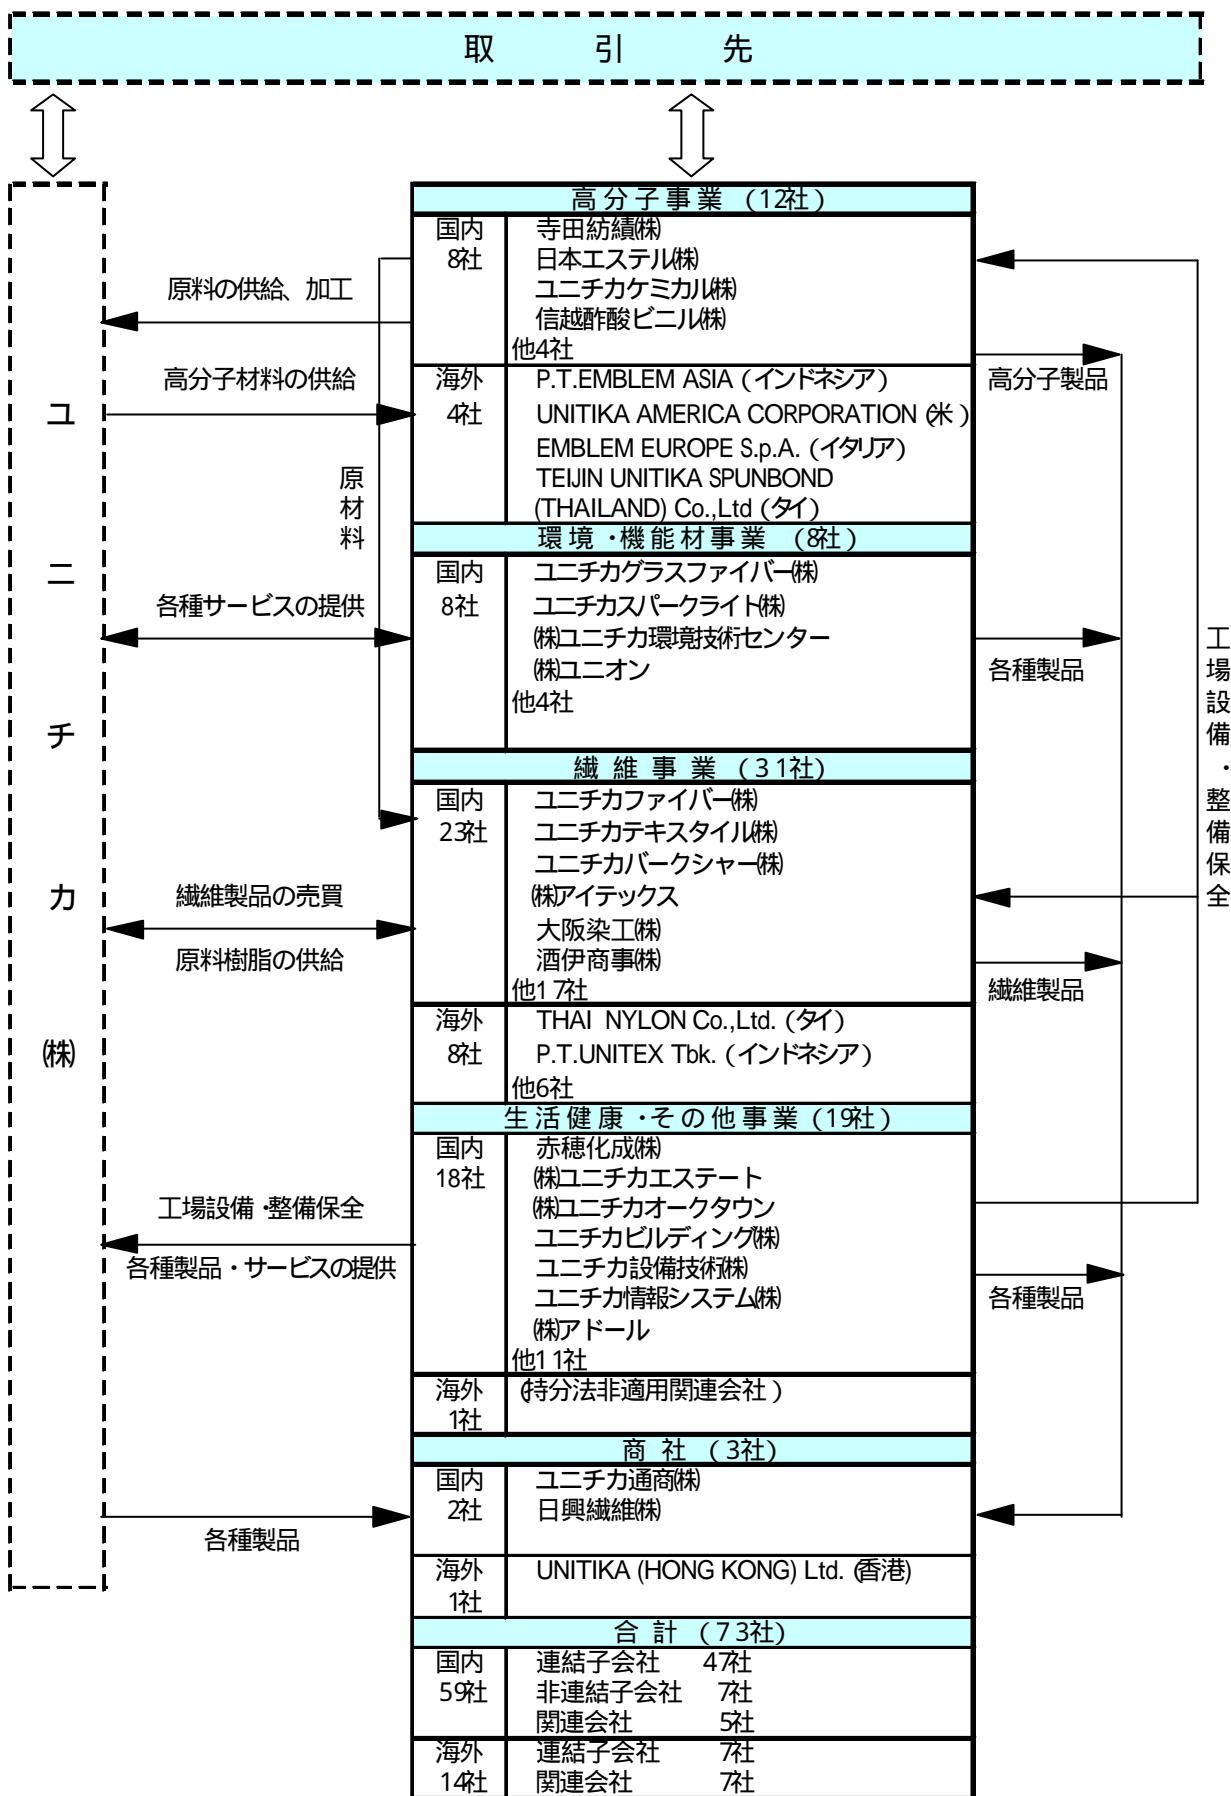 取引先
高分子事業（12社）
国内
8社
寺田紡績㈱
日本エステル㈱
ユニチカケミカル㈱
信越酢酸ビニル㈱
他4社
海外
4社
P.T.EMBLEM ASIA（インドネシア）
UNITIKA AMERICA CORPORATION（米）
EMBLEM EUROPE S.p.A.（イタリア）
TEIJIN UNITIKA SPUNBOND
(THAILAND) Co.,Ltd（タイ）
環境・機能材事業（8社）
国内
8社
ユニチカグラスファイバー㈱
ユニチカスパークライト㈱
㈱ユニチカ環境技術センター
㈱ユニオン
他4社
繊維事業（31社）
国内
23社
ユニチカファイバー㈱
ユニチカテキスタイル㈱
ユニチカバークシャー㈱
㈱アイテックス
大阪染工㈱
酒伊商事㈱
他17社
海外
8社
THAI NYLON Co.,Ltd.（タイ）
P.T.UNITEX Tbk.（インドネシア）
他6社
生活健康・その他事業（19社）
国内
18社
赤穂化成㈱
㈱ユニチカエステート
㈱ユニチカオークタウン
ユニチカビルディング㈱
ユニチカ設備技術㈱
ユニチカ情報システム㈱
㈱アドール
他11社
海外
1社
（持分法非適用関連会社）
商社（3社）
国内
2社
ユニチカ通商㈱
日興繊維㈱
海外
1社
UNITIKA (HONG KONG) Ltd.（香港）
合計（73社）
国内
59社
連結子会社 47社
非連結子会社 7社
関連会社 5社
海外
14社
連結子会社 7社
関連会社 7社
ユニチカ㈱
原料の供給、加工
高分子材料の供給
原材料
各種サービスの提供
繊維製品の売買
原料樹脂の供給
工場設備・整備保全
各種製品・サービスの提供
各種製品
高分子製品
各種製品
繊維製品
各種製品
工場設備・整備保全